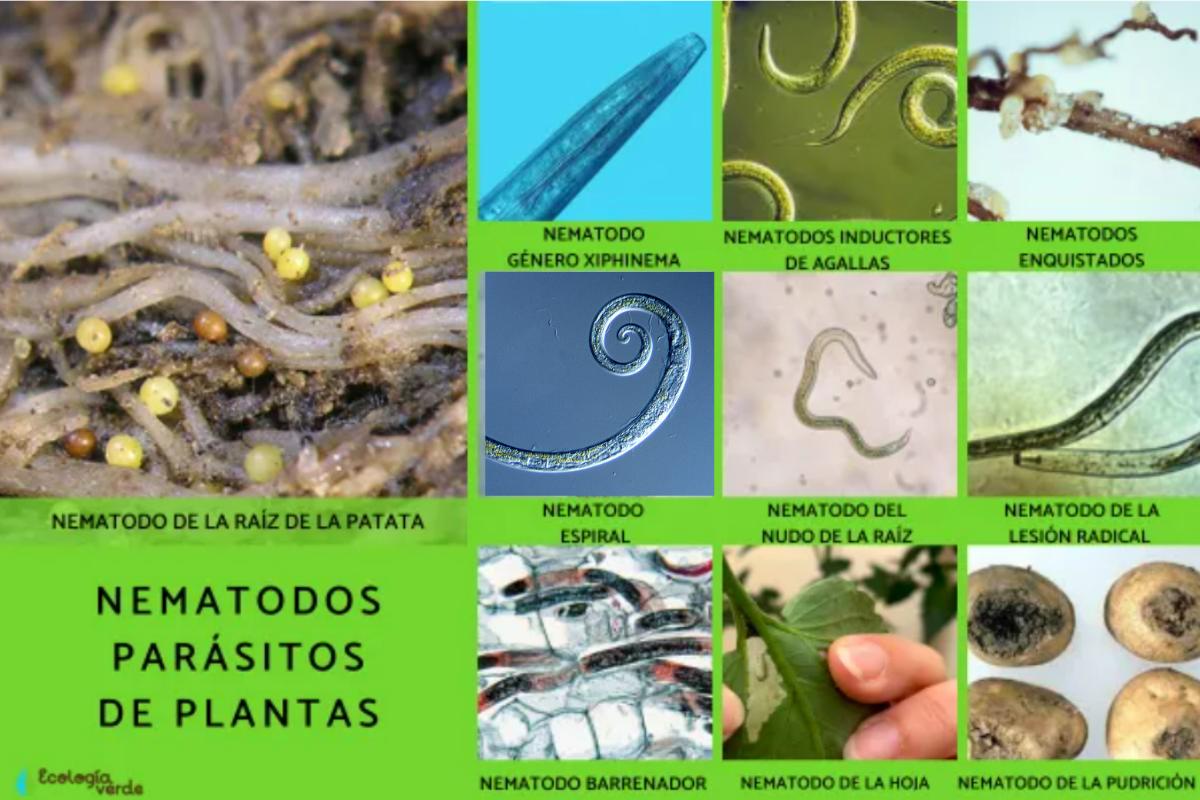 NEMATODO
GÉNERO XIPHINEMA
NEMATODOS INDUCTORES
DE AGALLAS
NEMATODOS
ENQUISTADOS
NEMATODO DE LA RAÍZ DE LA PATATA
NEMATODO
ESPIRAL
NEMATODO DEL
NUDO DE LA RAÍZ
NEMATODO DE LA
LESIÓN RADICAL
NEMATODOS
PARÁSITOS
DE PLANTAS
NEMATODO BARRENADOR
NEMATODO DE LA HOJA
NEMATODO DE LA PUDRICIÓN
Ecología
verde